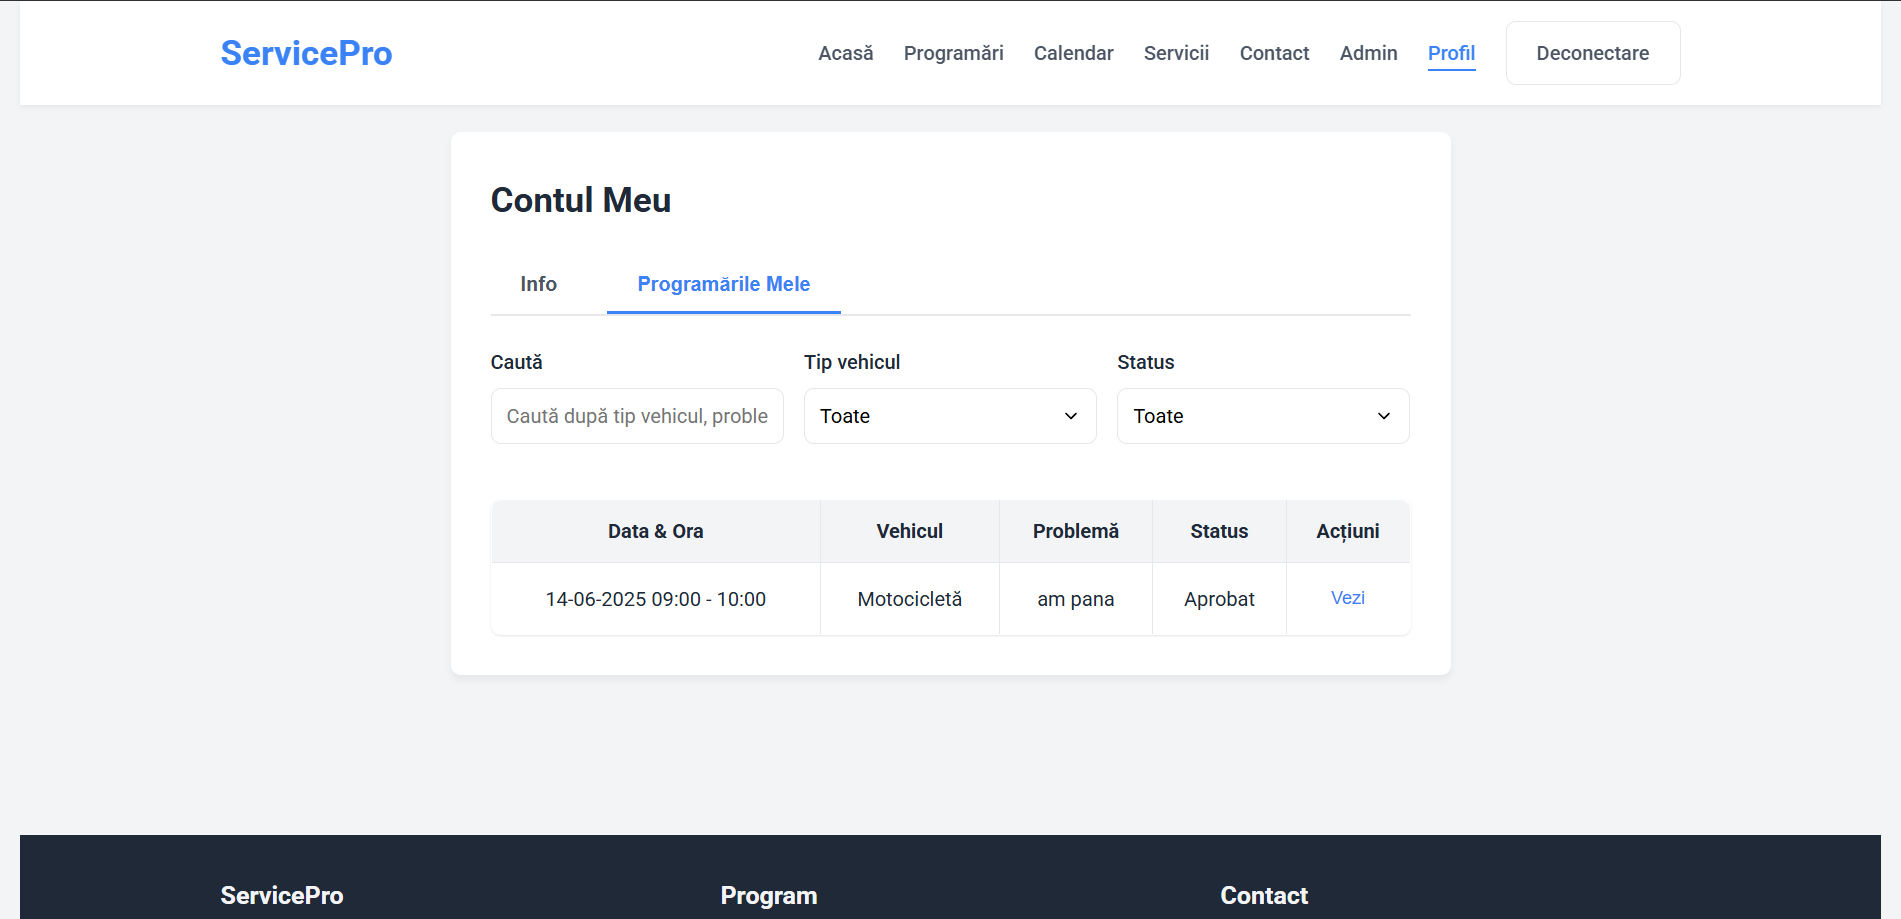 ServicePro
Acasă Programări Calendar Servicii Contact Admin Profil Deconectare
Contul Meu
Info Programările Mele
Caută Tip vehicul Status
Caută după tip vehicul, proble Toate Toate
Data & Ora Vehicul Problemă Status Acțiuni
14-06-2025 09:00 - 10:00 Motocicletă am pana Aprobat Vezi
ServicePro Program Contact